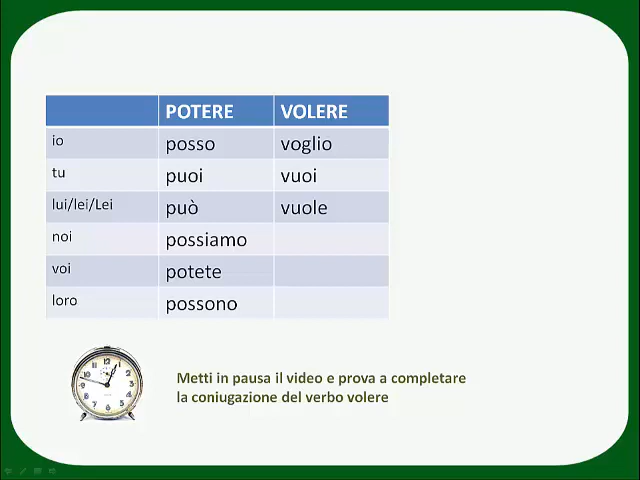 POTERE VOLERE
io posso voglio
tu puoi vuoi
lui/lei/Lei può vuole
noi possiamo
voi potete
loro possono
Metti in pausa il video e prova a completare
la coniugazione del verbo volere